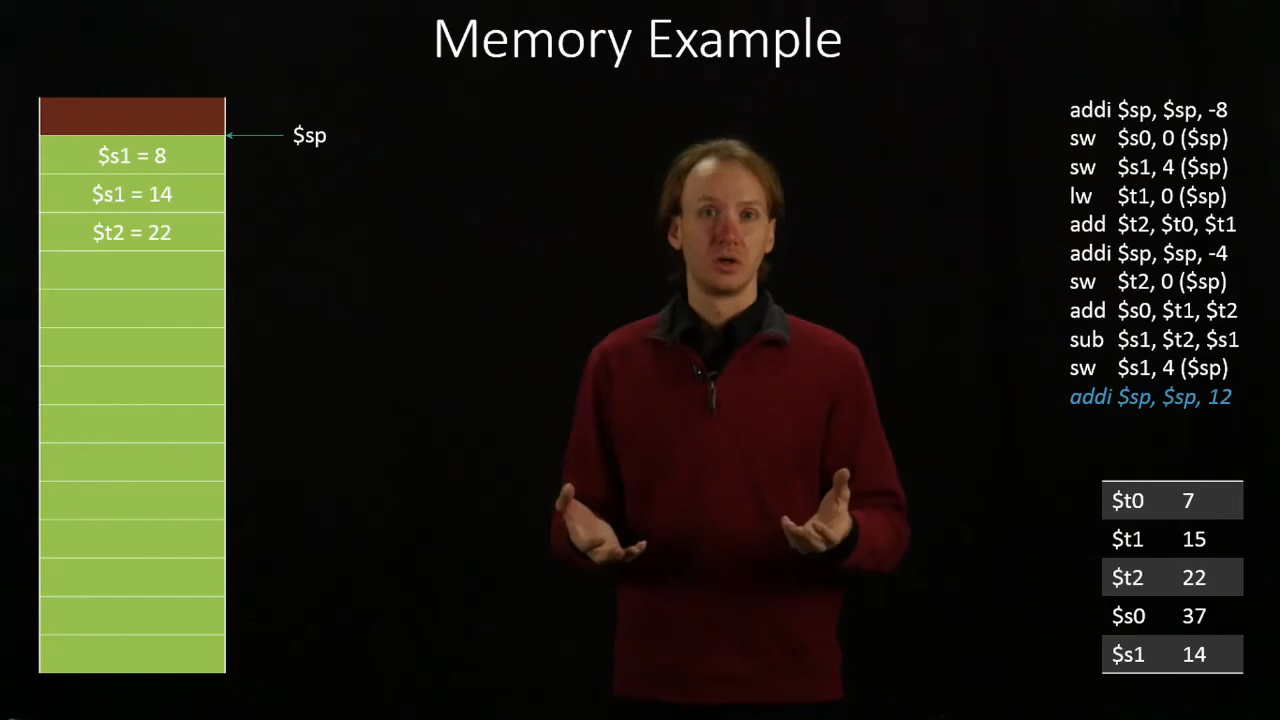 Memory Example
$sp
$s1 = 8
$s1 = 14
$t2 = 22
addi $sp, $sp, -8
sw $s0, 0 ($sp)
sw $s1, 4 ($sp)
lw $t1, 0 ($sp)
add $t2, $t0, $t1
addi $sp, $sp, -4
sw $t2, 0 ($sp)
add $s0, $t1, $t2
sub $s1, $t2, $s1
sw $s1, 4 ($sp)
addi $sp, $sp, 12
$t0 7
$t1 15
$t2 22
$s0 37
$s1 14